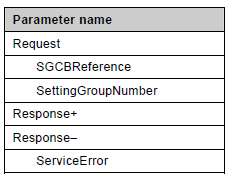 Parameter name
Request
SGCBReference
SettingGroupNumber
Response+
Response–
ServiceError